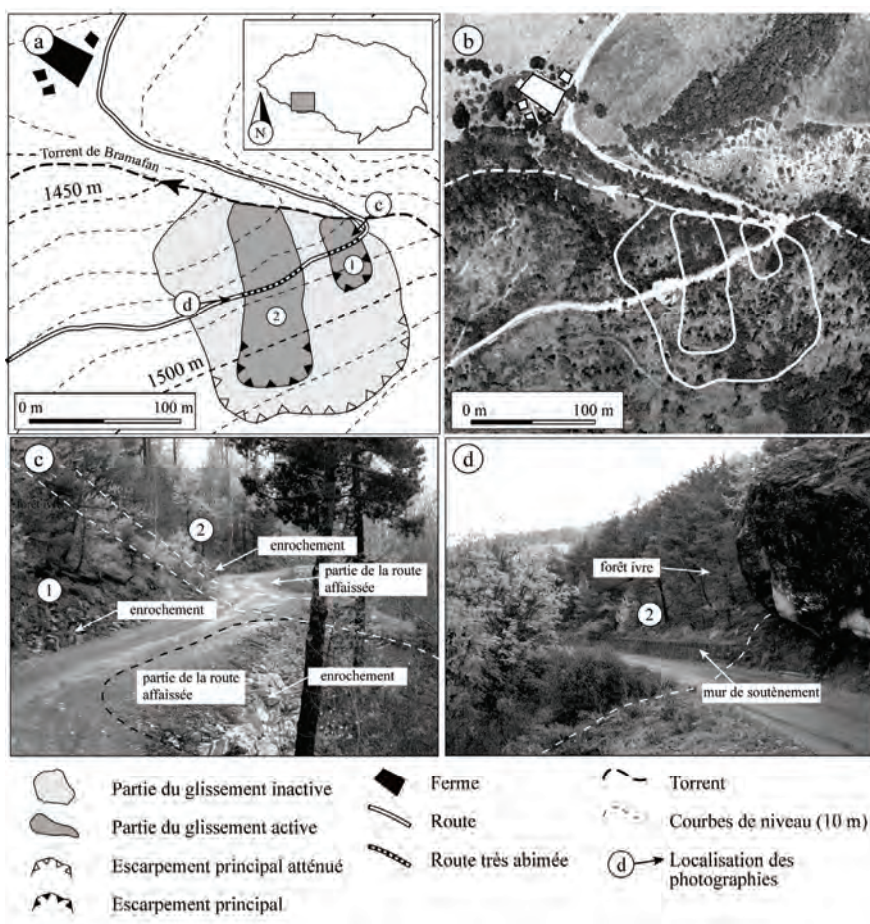 a
N
Torrent de Bramafan
1450 m
c
1
d
2
1500 m
0 m 100 m
b
0 m 100 m
c
2
enrochement
forêt ivre
partie de la route
affaissée
1
enrochement
partie de la route
affaissée
enrochement
d
forêt ivre
2
mur de soutènement
Partie du glissement inactive
Partie du glissement active
Escarpement principal atténué
Escarpement principal
Ferme
Route
Route très abimée
Torrent
Courbes de niveau (10 m)
d Localisation des
photographies